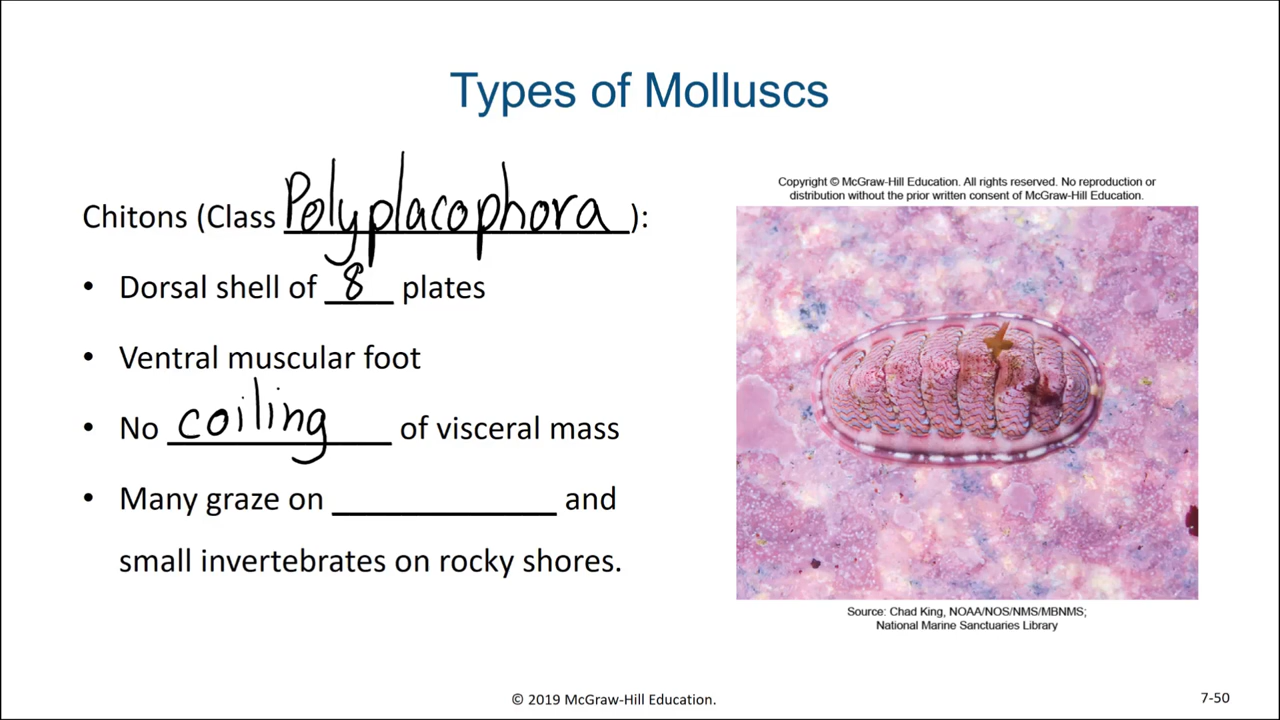 Types of Molluscs
Copyright © McGraw-Hill Education. All rights reserved. No reproduction or
distribution without the prior written consent of McGraw-Hill Education.
Chitons (Class Polyplacophora):
• Dorsal shell of 8 plates
• Ventral muscular foot
• No coiling of visceral mass
• Many graze on ____________ and
small invertebrates on rocky shores.
Source: Chad King, NOAA/NOS/NMS/MBNMS;
National Marine Sanctuaries Library
© 2019 McGraw-Hill Education.
7-50